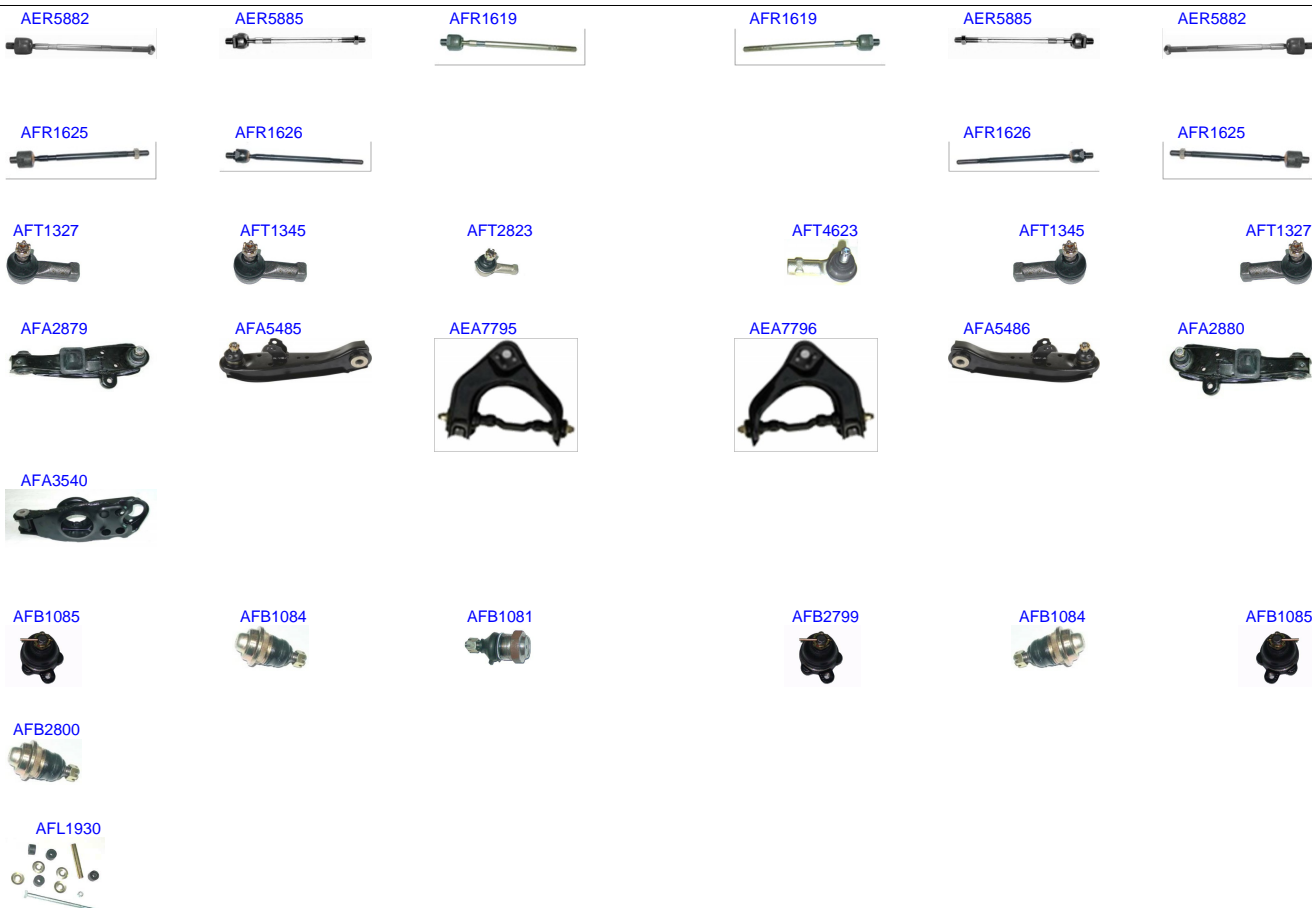 AER5882 AER5885 AFR1619 AFR1619 AER5885 AER5882
AFR1625 AFR1626 AFR1626 AFR1625
AFT1327 AFT1345 AFT2823 AFT4623 AFT1345 AFT1327
AFA2879 AFA5485 AEA7795 AEA7796 AFA5486 AFA2880
AFA3540
AFB1085 AFB1084 AFB1081 AFB2799 AFB1084 AFB1085
AFB2800
AFL1930